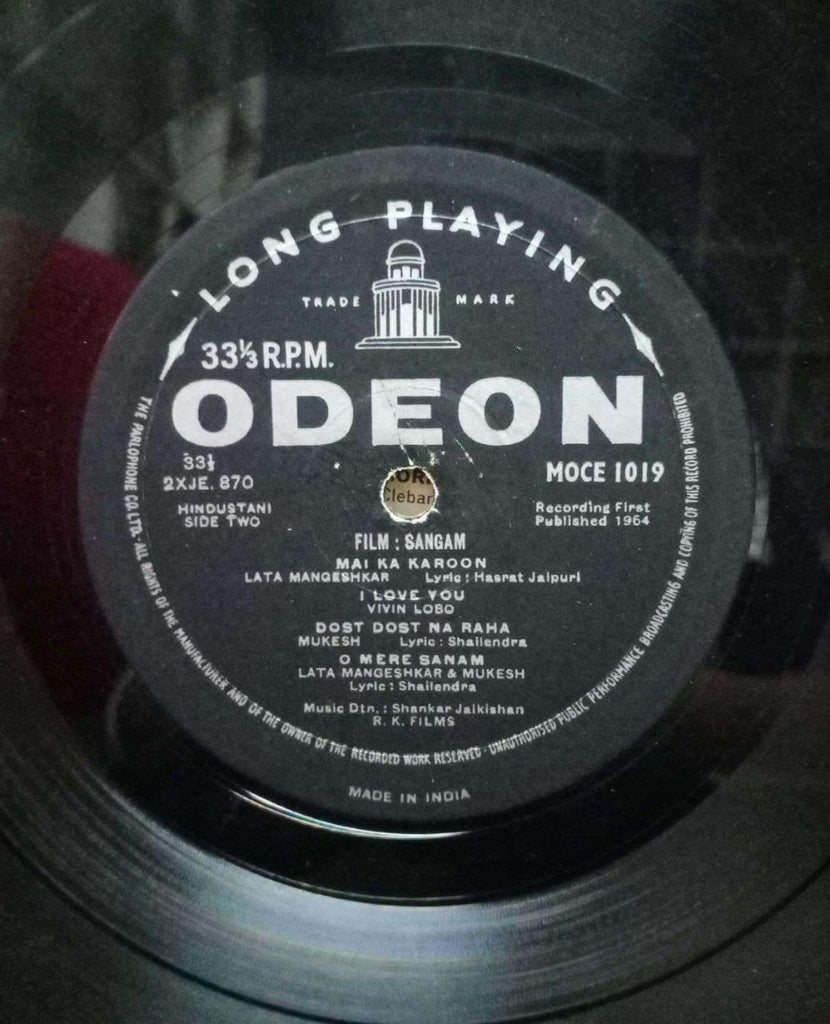 LONG PLAYING
TRADE MARK
33⅓ R.P.M.
ODEON
33⅓
2XJE. 870
MOCE 1019
HINDUSTANI
SIDE TWO
Recording First
Published 1964
OR
Clebar
FILM : SANGAM
MAI KA KAROON
LATA MANGESHKAR Lyric : Hasrat Jaipuri
I LOVE YOU
VIVIN LOBO
DOST DOST NA RAHA
MUKESH Lyric : Shailendra
O MERE SANAM
LATA MANGESHKAR & MUKESH
Lyric : Shailendra
Music Dtn. : Shankar Jaikishan
R. K. FILMS
THE PARLOPHONE CO. LTD. · ALL RIGHTS OF THE MANUFACTURER AND OF THE OWNER OF THE RECORDED WORK RESERVED · UNAUTHORISED PUBLIC PERFORMANCE BROADCASTING AND COPYING OF THIS RECORD PROHIBITED
MADE IN INDIA